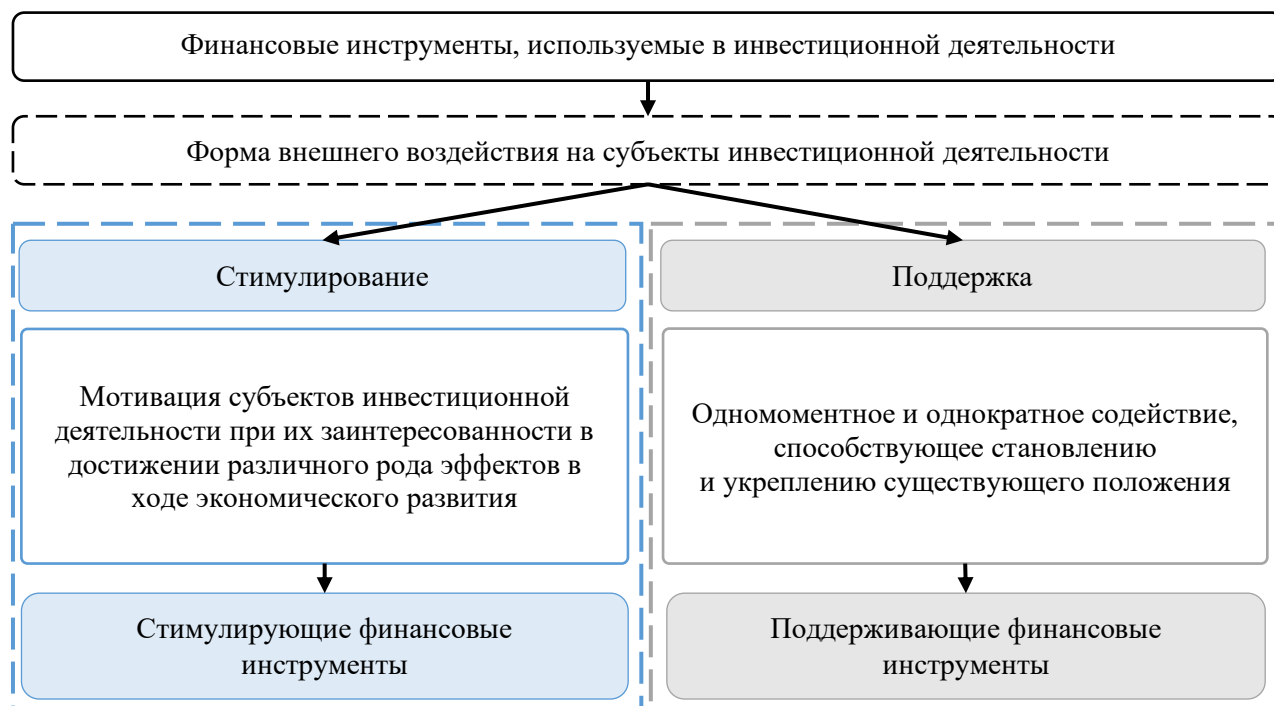 Финансовые инструменты, используемые в инвестиционной деятельности
Форма внешнего воздействия на субъекты инвестиционной деятельности
Стимулирование
Поддержка
Мотивация субъектов инвестиционной
деятельности при их заинтересованности в
достижении различного рода эффектов в
ходе экономического развития
Одномоментное и однократное содействие,
способствующее становлению
и укреплению существующего положения
Стимулирующие финансовые
инструменты
Поддерживающие финансовые
инструменты